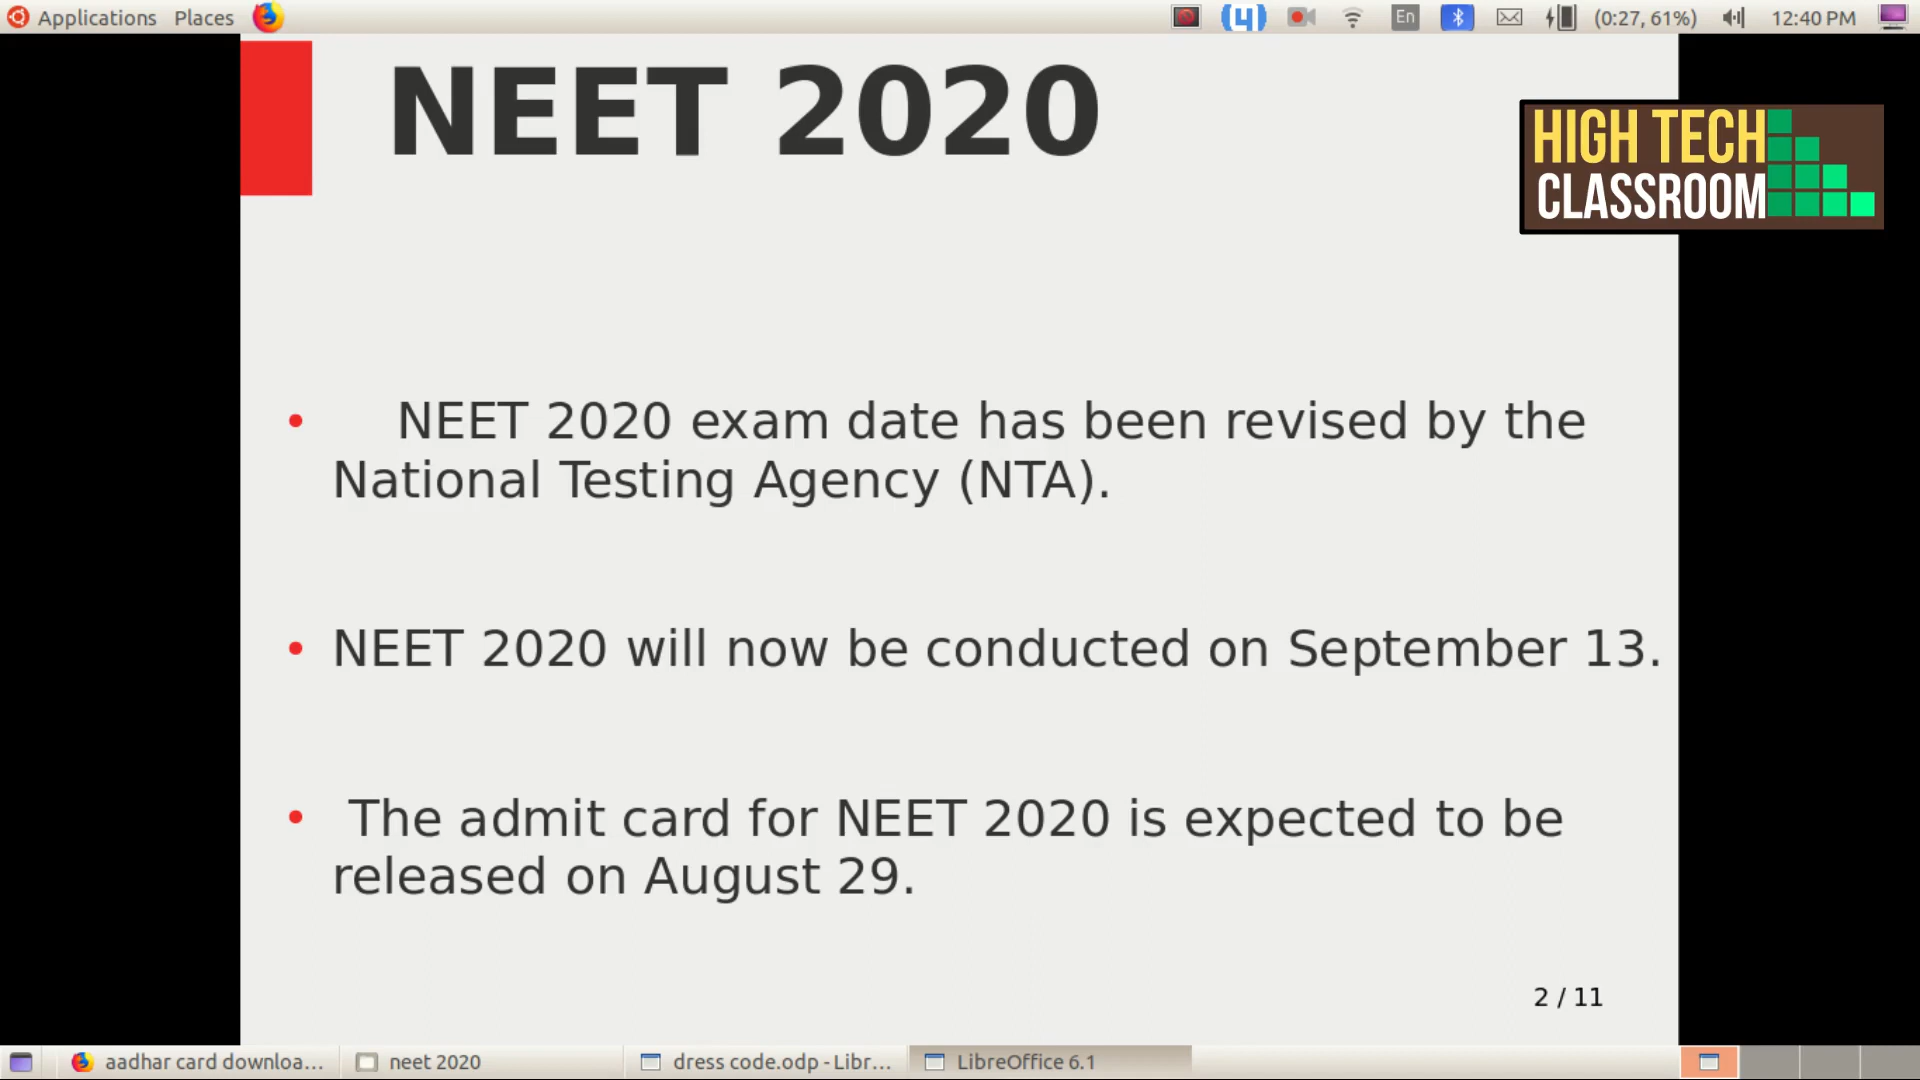 Applications Places
En
(0:27, 61%)
12:40 PM
NEET 2020
HIGH TECH
CLASSROOM
• NEET 2020 exam date has been revised by the
National Testing Agency (NTA).
• NEET 2020 will now be conducted on September 13.
• The admit card for NEET 2020 is expected to be
released on August 29.
2 / 11
aadhar card downloa...
neet 2020
dress code.odp - Libr...
LibreOffice 6.1